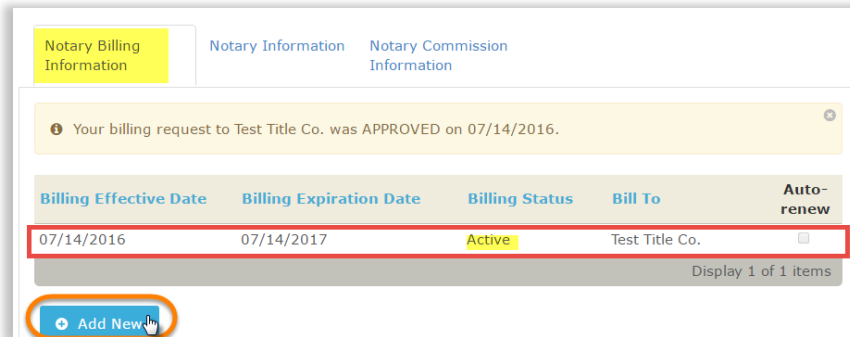 Notary Billing Information
Notary Information
Notary Commission Information
Your billing request to Test Title Co. was APPROVED on 07/14/2016.
Billing Effective Date Billing Expiration Date Billing Status Bill To Auto-renew
07/14/2016 07/14/2017 Active Test Title Co.
Display 1 of 1 items
Add New